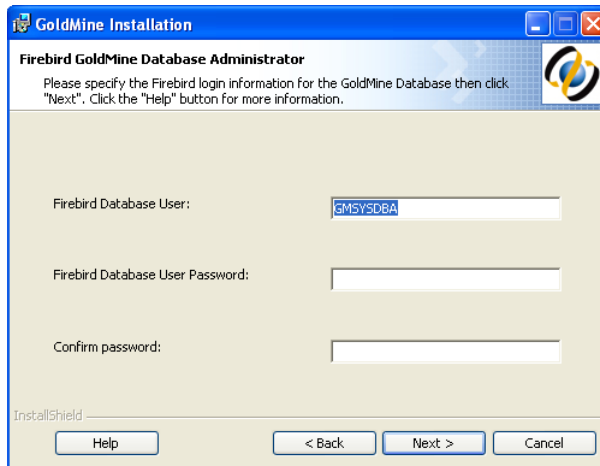 GoldMine Installation
Firebird GoldMine Database Administrator
Please specify the Firebird login information for the GoldMine Database then click
"Next". Click the "Help" button for more information.
Firebird Database User:
GMSYSDBA
Firebird Database User Password:
Confirm password:
InstallShield
Help
< Back
Next >
Cancel